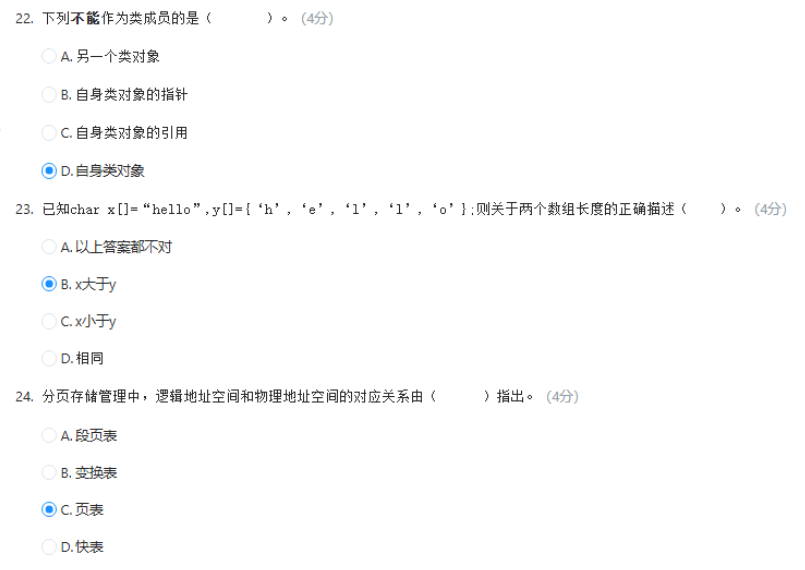 22. 下列不能作为类成员的是（　　）。 (4分)
A. 另一个类对象
B. 自身类对象的指针
C. 自身类对象的引用
D. 自身类对象
23. 已知char x[]=“hello”,y[]={‘h’,‘e’,‘l’,‘l’,‘o’};则关于两个数组长度的正确描述（　　）。 (4分)
A. 以上答案都不对
B. x大于y
C. x小于y
D. 相同
24. 分页存储管理中，逻辑地址空间和物理地址空间的对应关系由（　　）指出。 (4分)
A. 段页表
B. 变换表
C. 页表
D. 快表